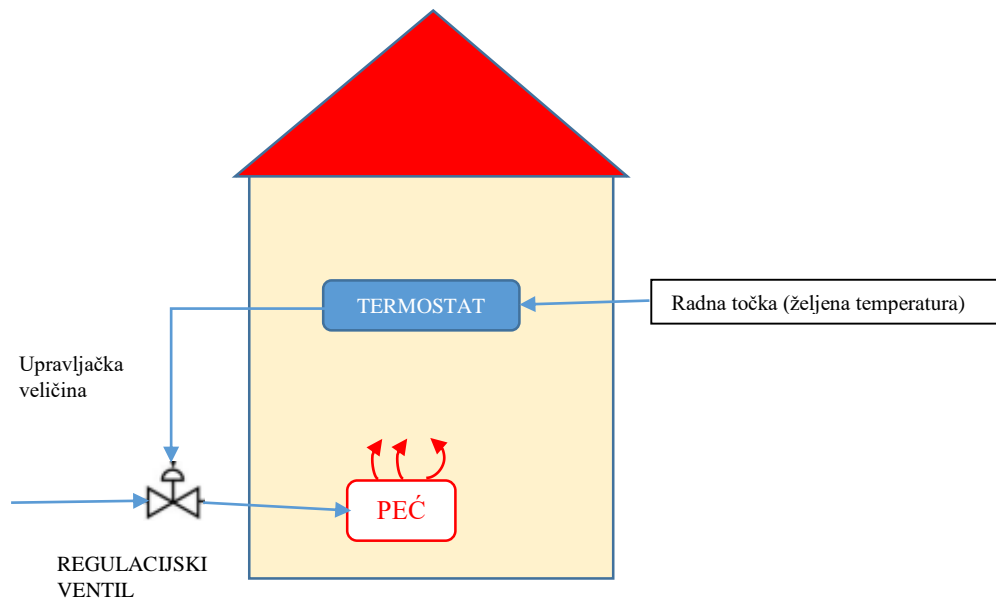 TERMOSTAT
Radna točka (željena temperatura)
Upravljačka
veličina
PEĆ
REGULACIJSKI
VENTIL